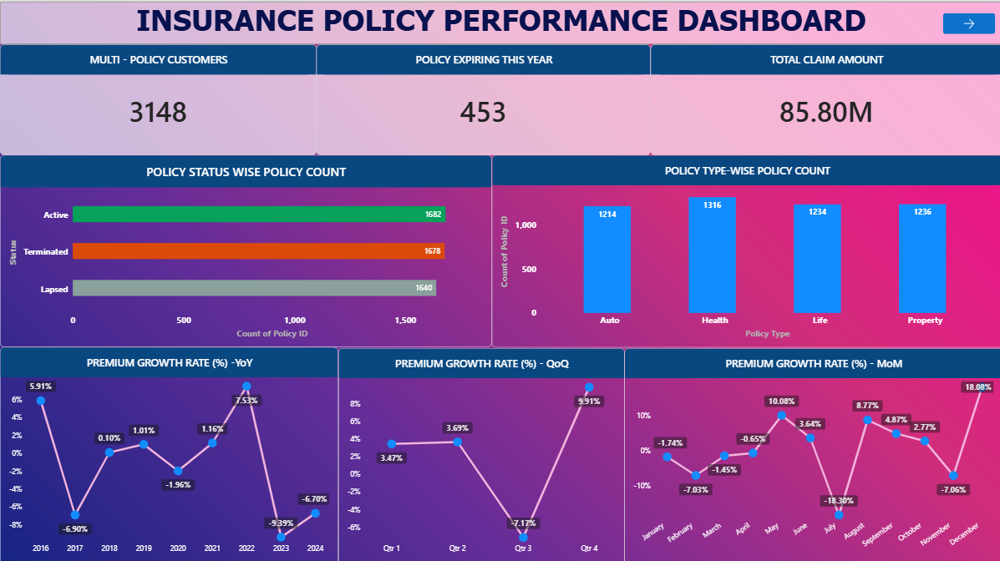 INSURANCE POLICY PERFORMANCE DASHBOARD
MULTI - POLICY CUSTOMERS
3148
POLICY EXPIRING THIS YEAR
453
TOTAL CLAIM AMOUNT
85.80M
POLICY STATUS WISE POLICY COUNT
Status
Active
1682
Terminated
1678
Lapsed
1640
0
500
1,000
1,500
Count of Policy ID
POLICY TYPE-WISE POLICY COUNT
Count of Policy ID
1,000
500
0
1214
1316
1234
1236
Auto
Health
Life
Property
Policy Type
PREMIUM GROWTH RATE (%) -YoY
6%
4%
2%
0%
-2%
-4%
-6%
-8%
5.91%
-6.90%
0.10%
1.01%
-1.96%
1.16%
7.53%
-9.39%
-6.70%
2016
2017
2018
2019
2020
2021
2022
2023
2024
PREMIUM GROWTH RATE (%) - QoQ
8%
6%
4%
2%
0%
-2%
-4%
-6%
3.47%
3.69%
-7.17%
9.91%
Qtr 1
Qtr 2
Qtr 3
Qtr 4
PREMIUM GROWTH RATE (%) - MoM
10%
0%
-10%
-1.74%
-7.03%
-1.45%
-0.65%
10.08%
3.64%
-18.30%
8.77%
4.87%
2.77%
-7.06%
18.08%
January
February
March
April
May
June
July
August
September
October
November
December